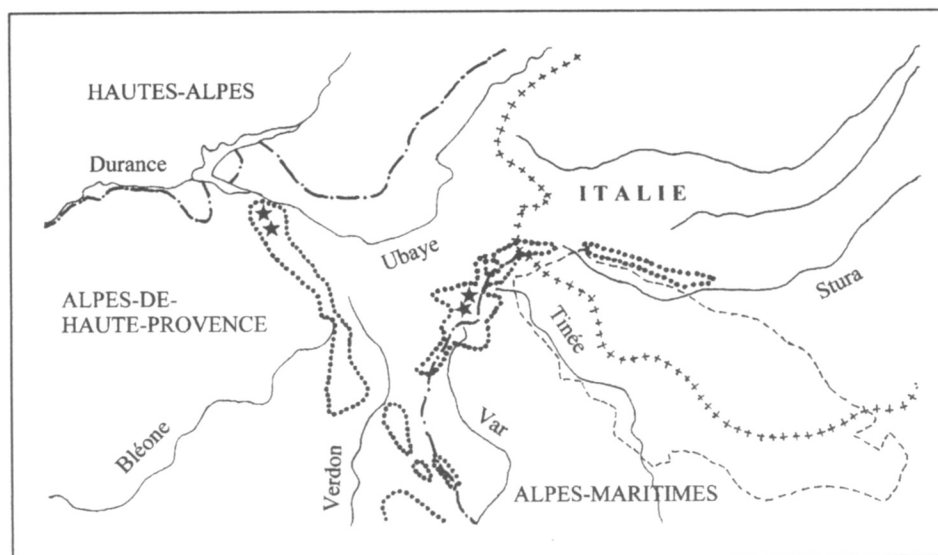 HAUTES-ALPES
Durance
ITALIE
Ubaye
Stura
ALPES-DE-
HAUTE-PROVENCE
Tinée
Var
Bléone
Verdon
ALPES-MARITIMES